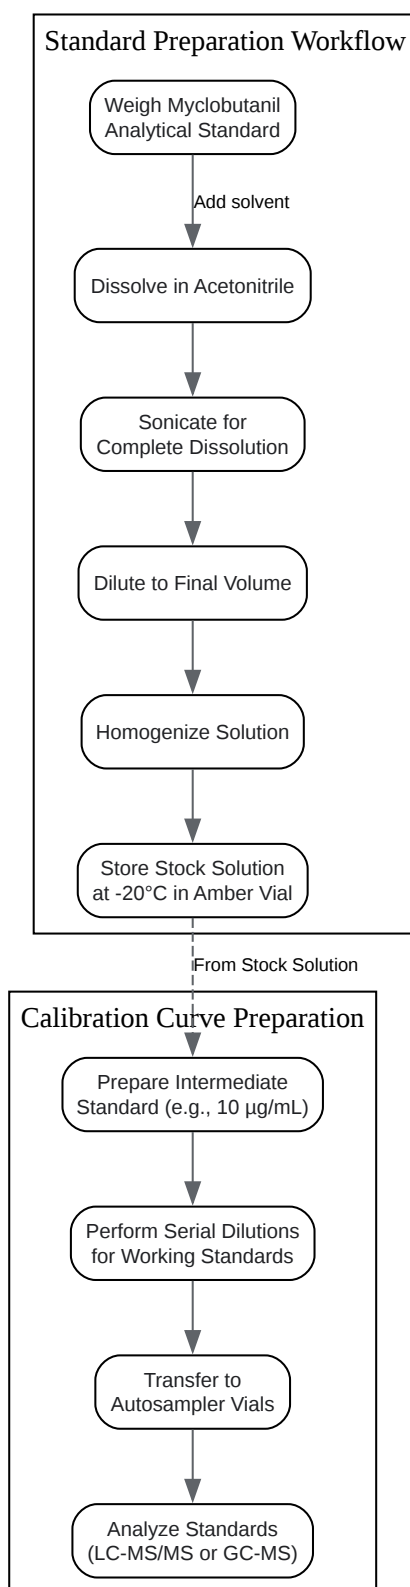 Standard Preparation Workflow
Weigh Myclobutanil
Analytical Standard
Add solvent
Dissolve in Acetonitrile
Sonicate for
Complete Dissolution
Dilute to Final Volume
Homogenize Solution
Store Stock Solution
at -20°C in Amber Vial
From Stock Solution
Calibration Curve Preparation
Prepare Intermediate
Standard (e.g., 10 µg/mL)
Perform Serial Dilutions
for Working Standards
Transfer to
Autosampler Vials
Analyze Standards
(LC-MS/MS or GC-MS)